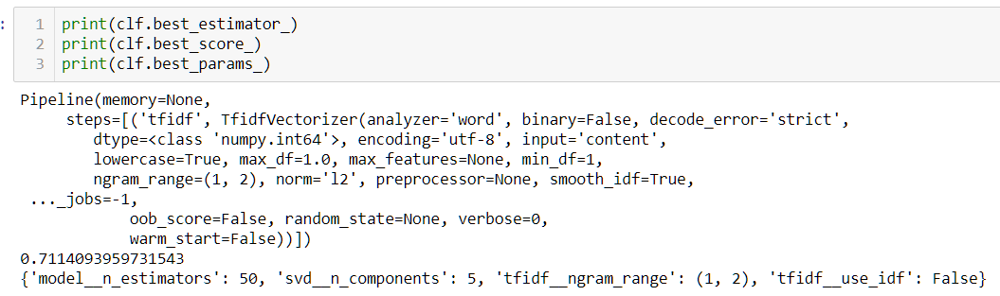 : 1 print(clf.best_estimator_)
2 print(clf.best_score_)
3 print(clf.best_params_)
Pipeline(memory=None,
     steps=[('tfidf', TfidfVectorizer(analyzer='word', binary=False, decode_error='strict',
        dtype=<class 'numpy.int64'>, encoding='utf-8', input='content',
        lowercase=True, max_df=1.0, max_features=None, min_df=1,
        ngram_range=(1, 2), norm='l2', preprocessor=None, smooth_idf=True,
 ..._jobs=-1,
            oob_score=False, random_state=None, verbose=0,
            warm_start=False))])
0.7114093959731543
{'model__n_estimators': 50, 'svd__n_components': 5, 'tfidf__ngram_range': (1, 2), 'tfidf__use_idf': False}